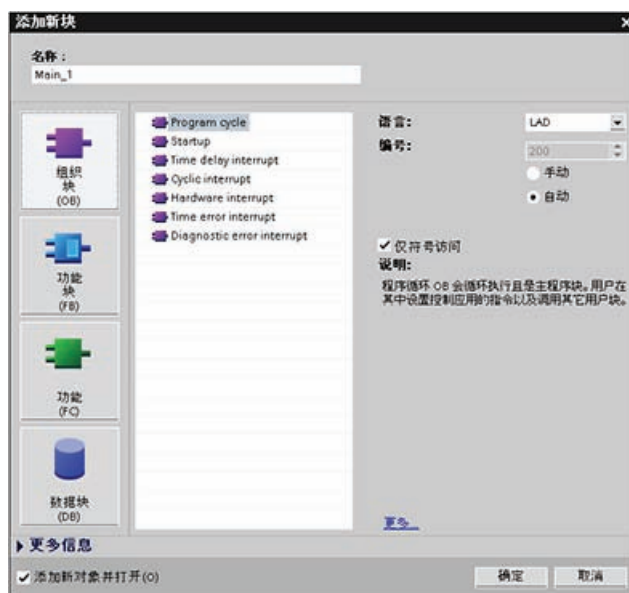 添加新块
名称：
Main_1
组织
块
(OB)
功能
块
(FB)
功能
(FC)
数据块
(DB)
Program cycle
Startup
Time delay interrupt
Cyclic interrupt
Hardware interrupt
Time error interrupt
Diagnostic error interrupt
语言：
LAD
编号：
200
手动
自动
仅符号访问
说明：
程序循环 OB 会循环执行且是主程序块。用户在
其中设置控制应用的指令以及调用其它用户块。
更多...
更多信息
添加新对象并打开(O)
确定
取消